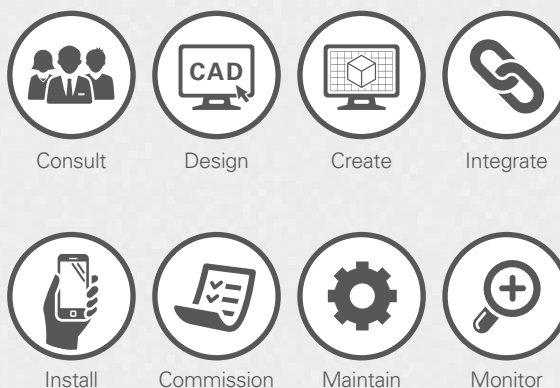 CAD
Consult
Design
Create
Integrate
Install
Commission
Maintain
Monitor